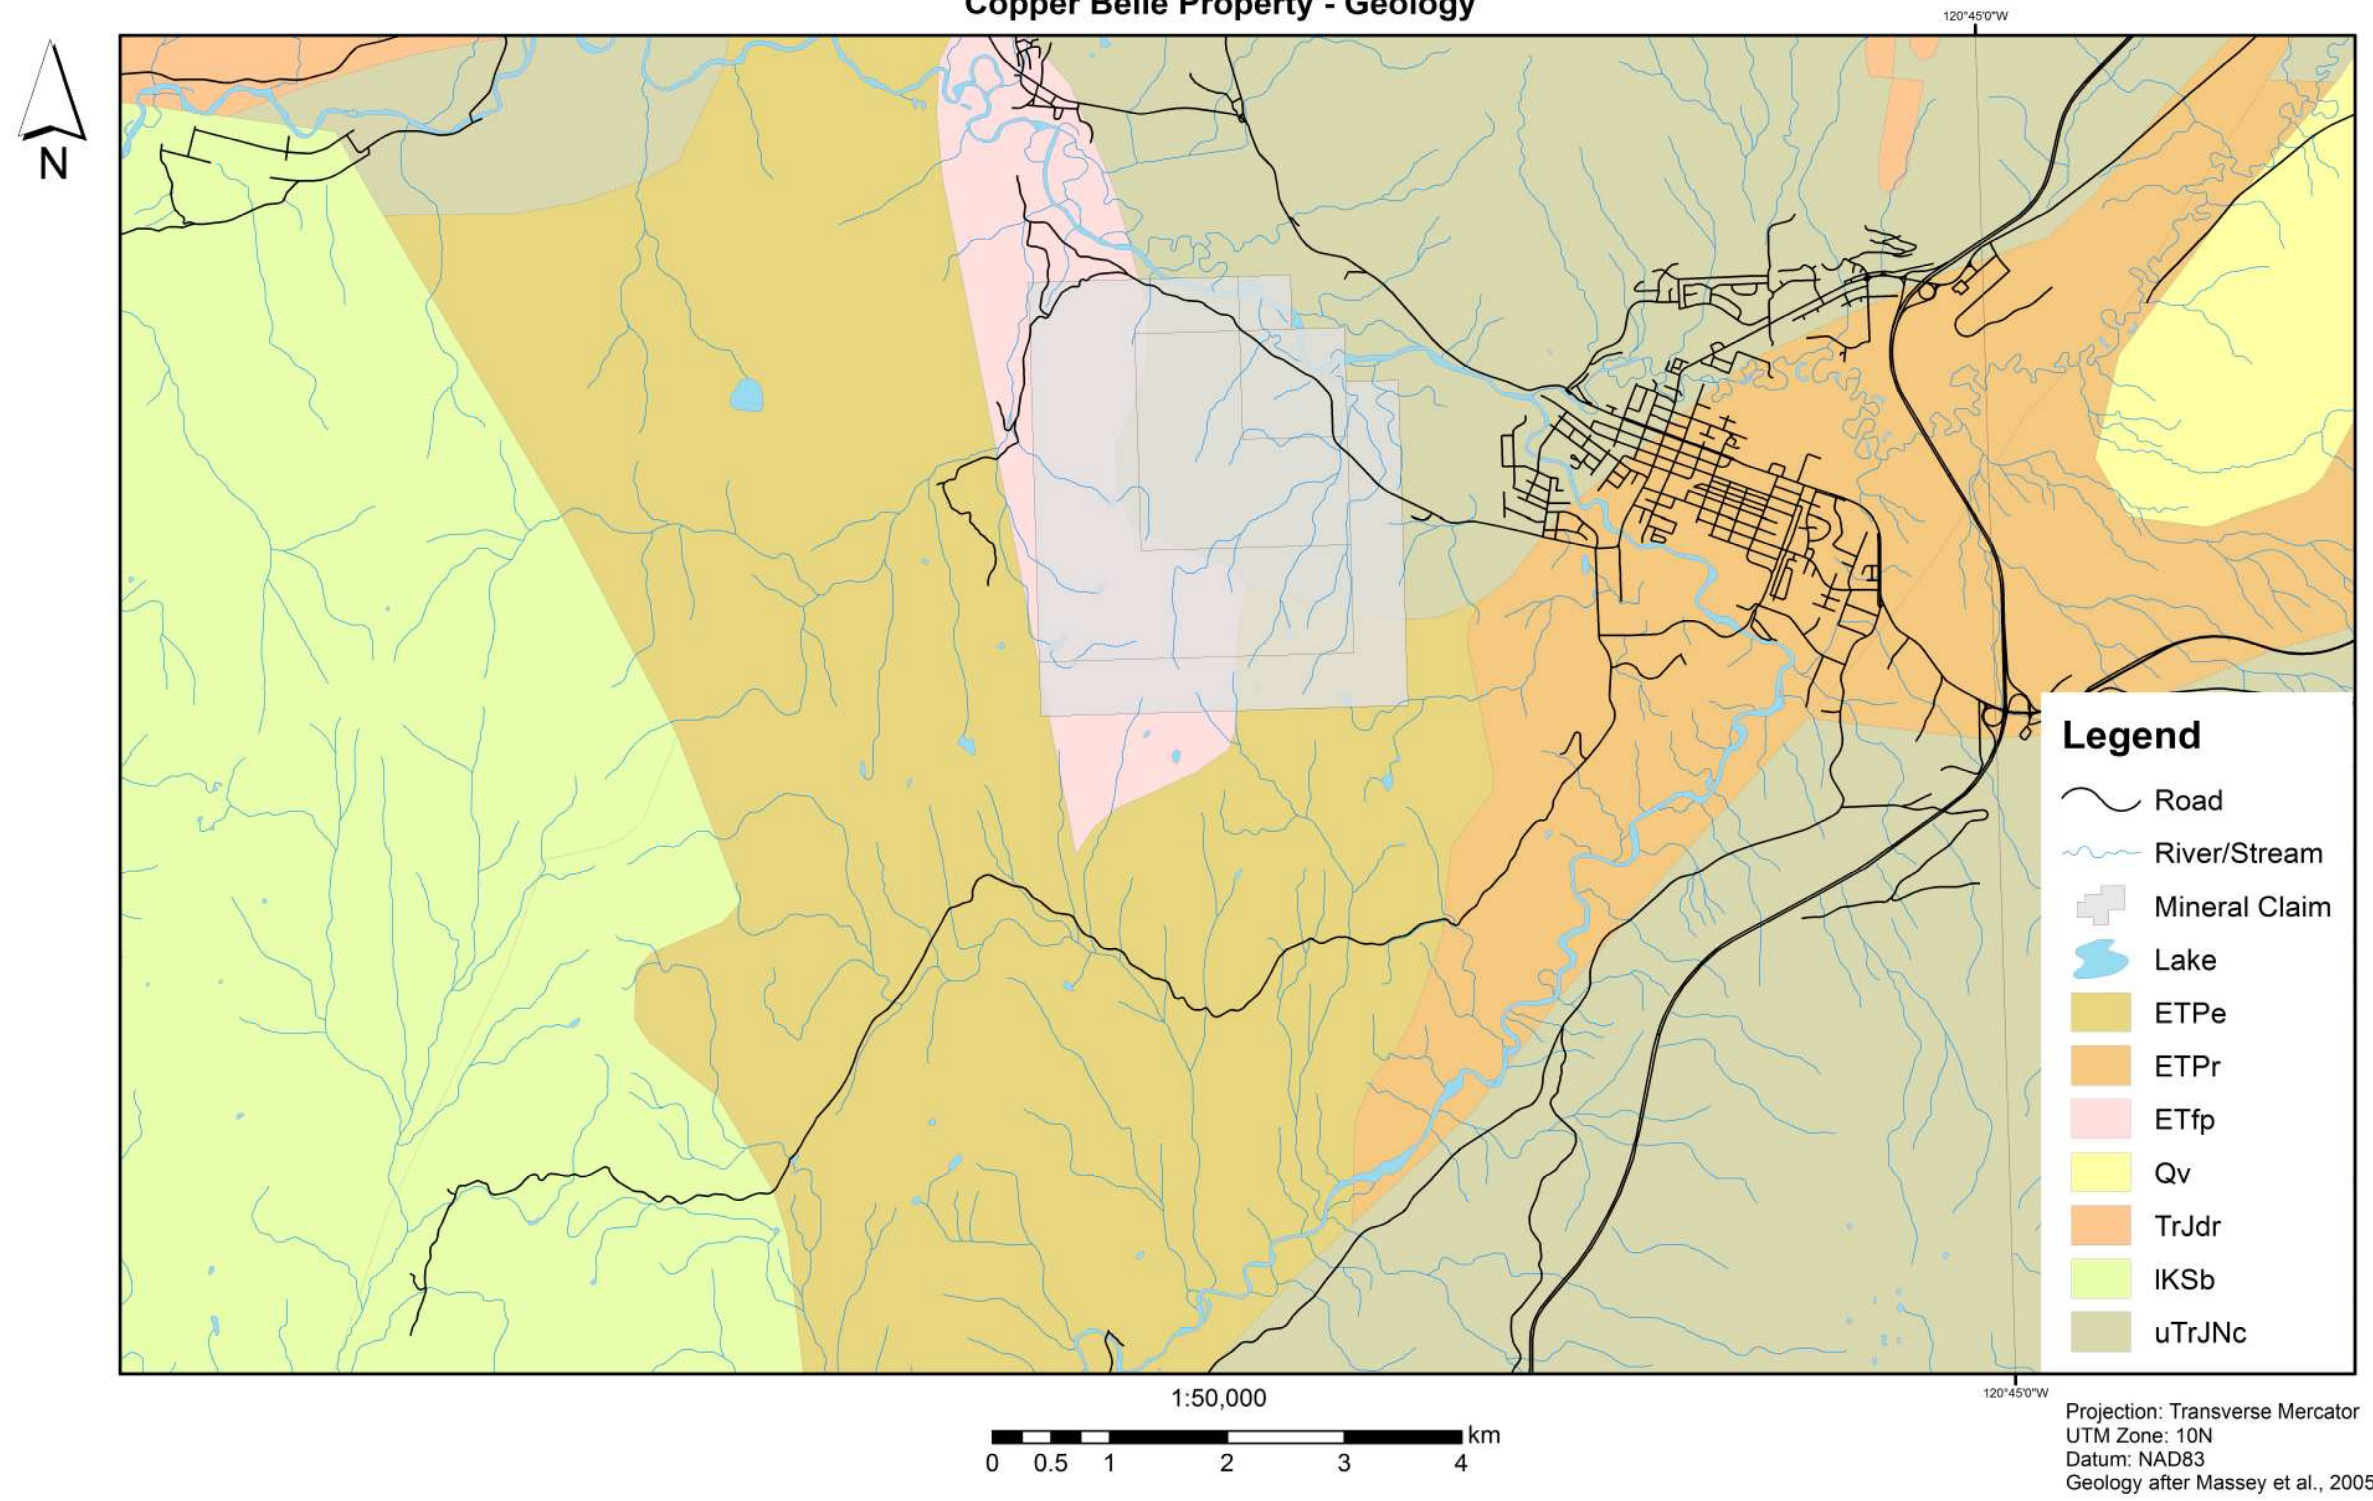 Copper Belle Property - Geology
120°45'0"W
N
Legend
Road
River/Stream
Mineral Claim
Lake
ETPe
ETPr
ETfp
Qv
TrJdr
lKSb
uTrJNc
1:50,000
120°45'0"W
km
0 0.5 1 2 3 4
Projection: Transverse Mercator
UTM Zone: 10N
Datum: NAD83
Geology after Massey et al., 2005